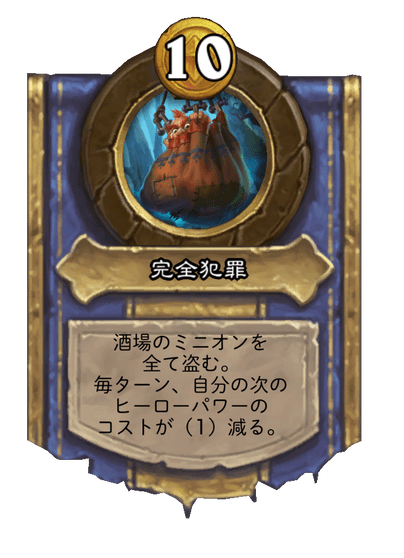 10
完全犯罪
酒場のミニオンを
全て盗む。
毎ターン、自分の次の
ヒーローパワーの
コストが（1）減る。